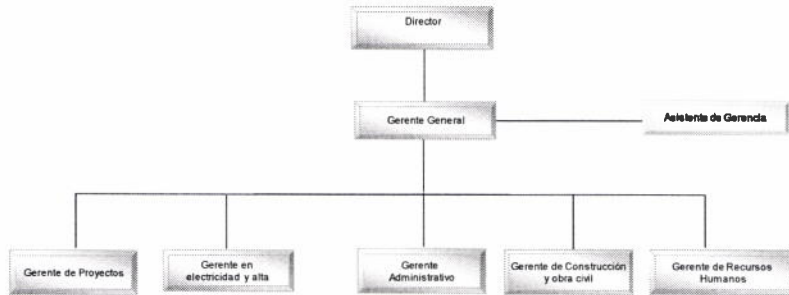 Director
Gerente General
Asistente de Gerencia
Gerente de Proyectos
Gerente en
electricidad y alta
Gerente
Administrativo
Gerente de Construcción
y obra civil
Gerente de Recursos
Humanos